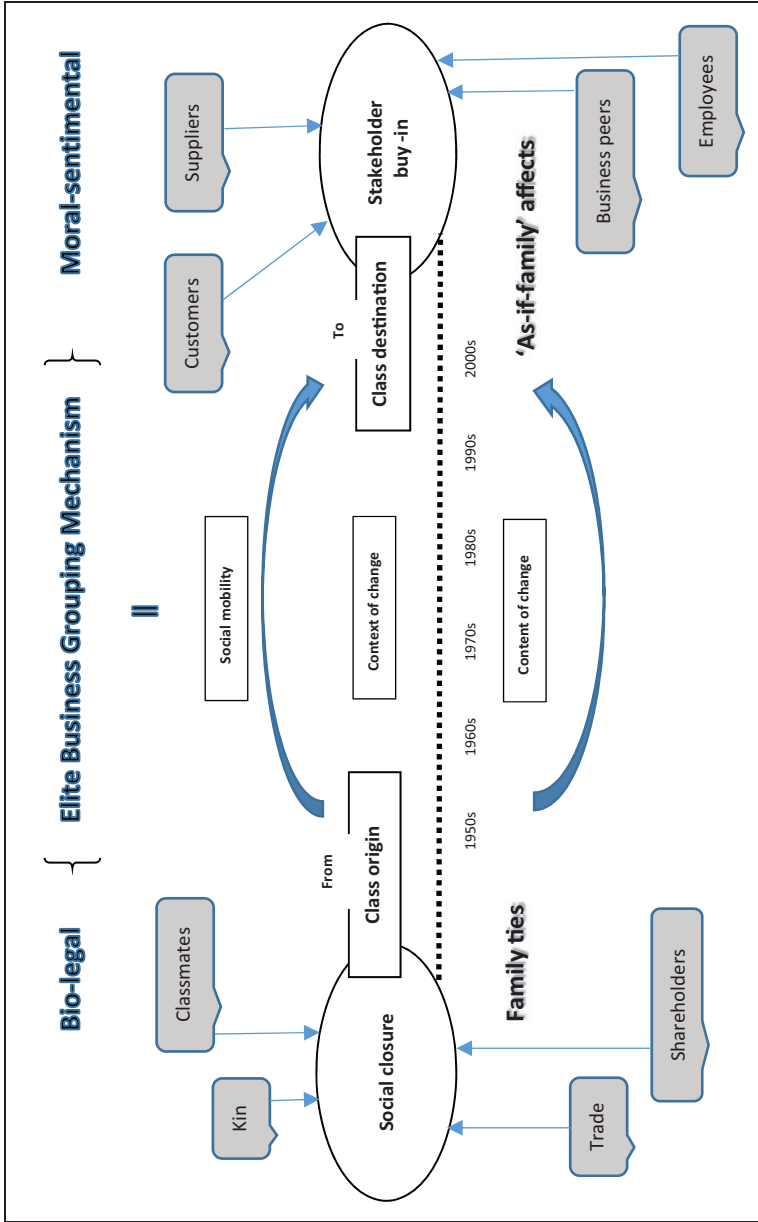 Bio-legal
Elite Business Grouping Mechanism
Moral-sentimental
=
Kin
Classmates
Customers
Suppliers
Social mobility
From
To
Class origin
Class destination
Social closure
Context of change
Stakeholder
buy -in
1950s
1960s
1970s
1980s
1990s
2000s
Family ties
Content of change
'As-if-family' affects
Trade
Shareholders
Business peers
Employees